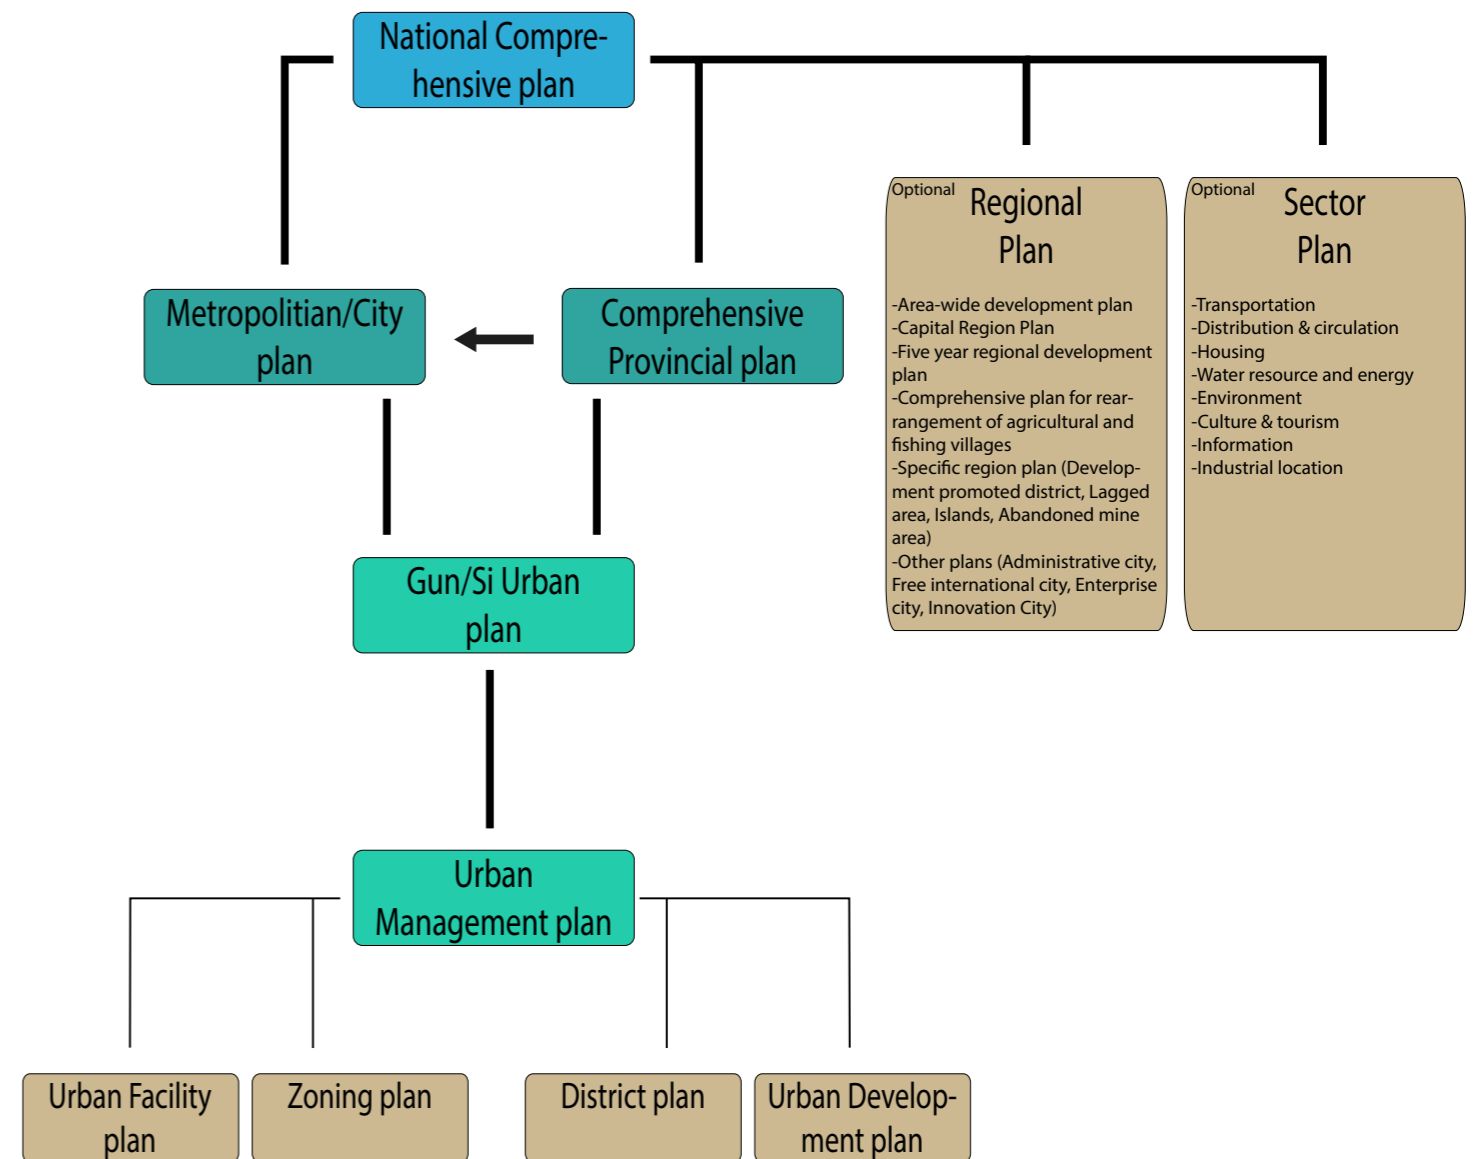 National Compre-
hensive plan
Metropolitian/City
plan
Comprehensive
Provincial plan
Optional
Regional
Plan
-Area-wide development plan
-Capital Region Plan
-Five year regional development
plan
-Comprehensive plan for rear-
rangement of agricultural and
fishing villages
-Specific region plan (Develop-
ment promoted district, Lagged
area, Islands, Abandoned mine
area)
-Other plans (Administrative city,
Free international city, Enterprise
city, Innovation City)
Optional
Sector
Plan
-Transportation
-Distribution & circulation
-Housing
-Water resource and energy
-Environment
-Culture & tourism
-Information
-Industrial location
Gun/Si Urban
plan
Urban
Management plan
Urban Facility
plan
Zoning plan
District plan
Urban Develop-
ment plan